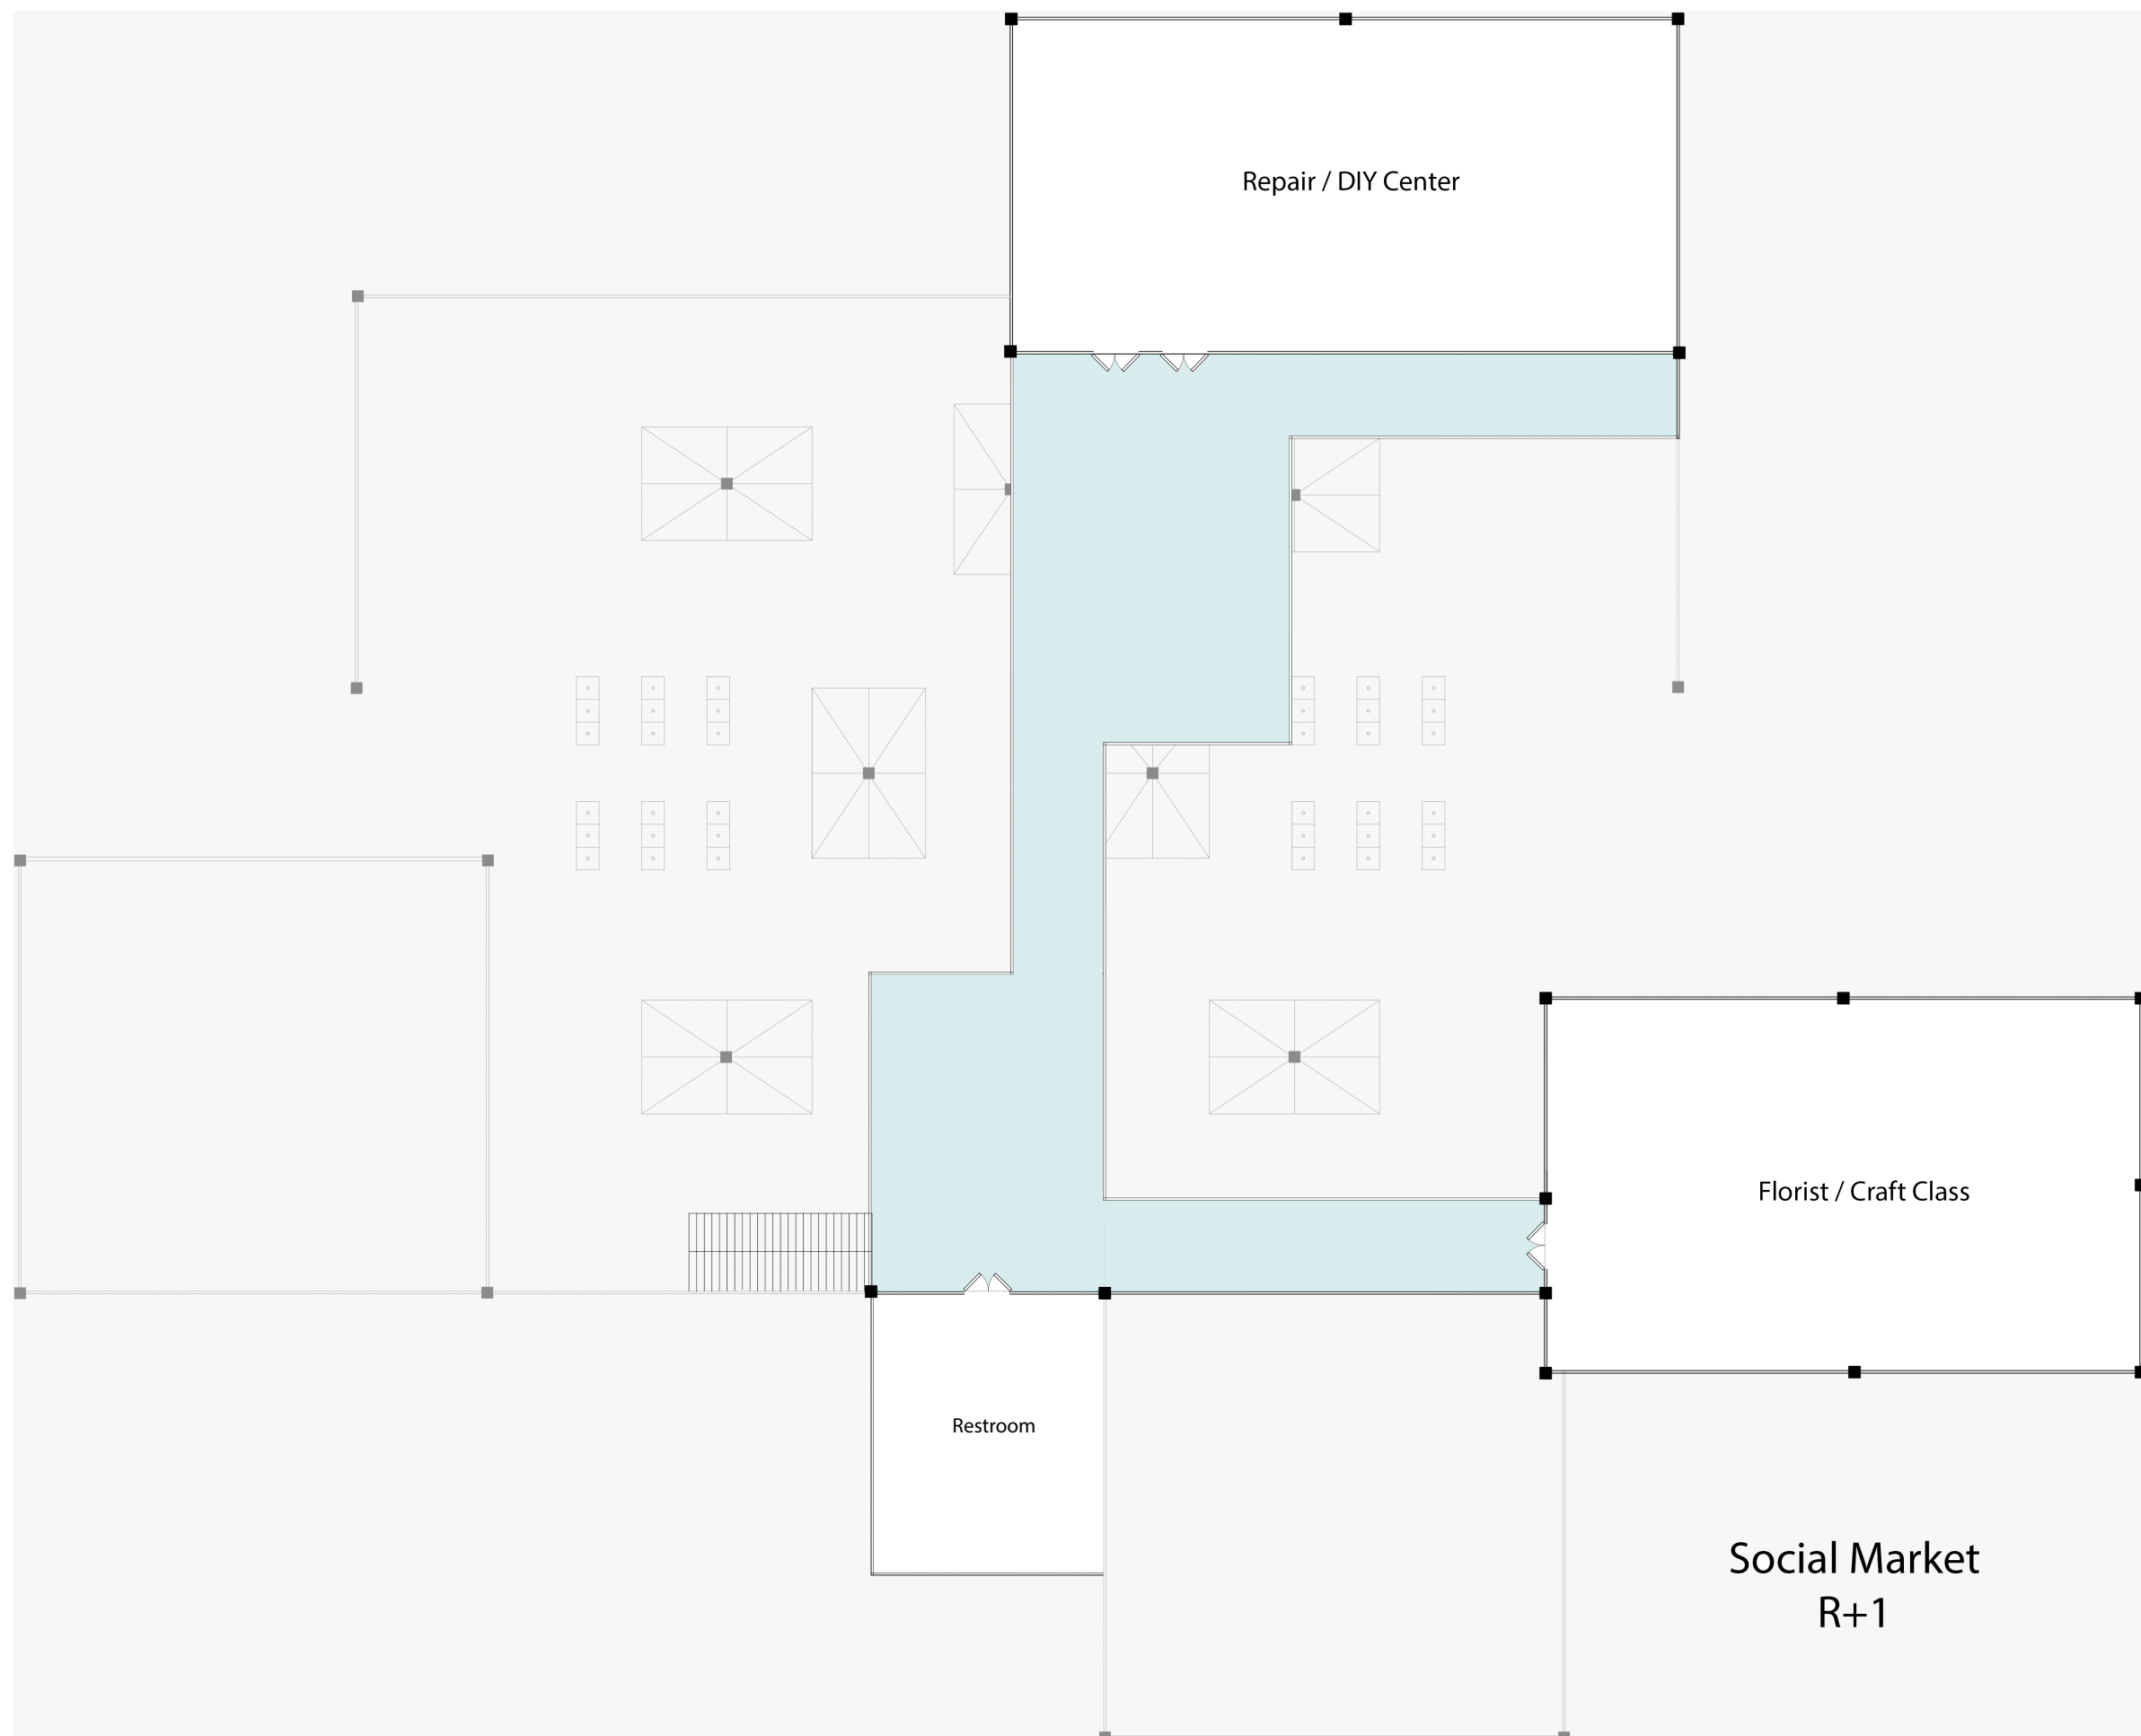 Repair / DIY Center
Florist / Craft Class
Restroom
Social Market
R+1